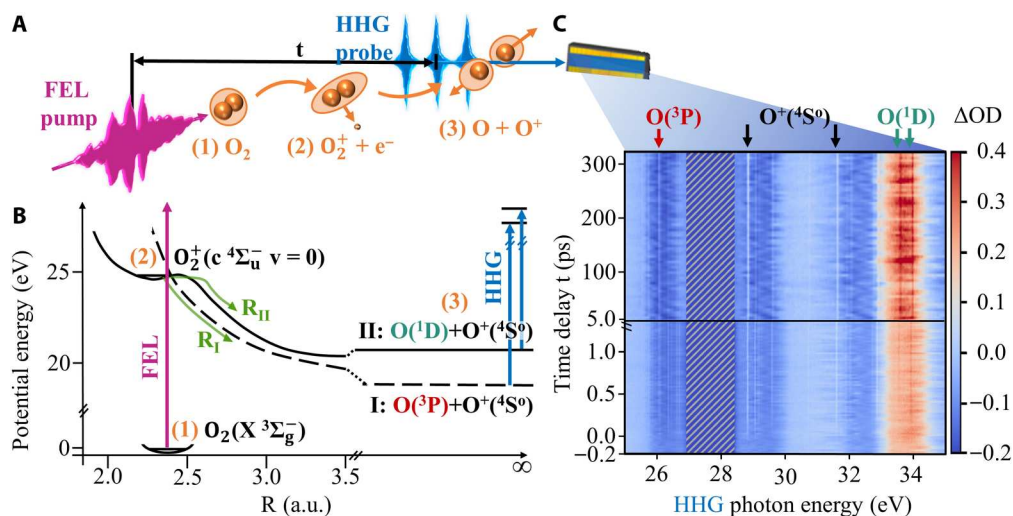 A
FEL
pump
t
HHG
probe
(1) O₂
(2) O₂⁺ + e⁻
(3) O + O⁺
B
Potential energy (eV)
25
20
0
(2)
O₂⁺(c ⁴Σᵤ⁻ v = 0)
R_II
R_I
FEL
(3)
HHG
II: O(¹D)+O⁺(⁴Sᵒ)
I: O(³P)+O⁺(⁴Sᵒ)
(1) O₂(X ³Σg⁻)
2.0 2.5 3.0 3.5 ∞
R (a.u.)
C
O(³P) O⁺(⁴Sᵒ) O(¹D) ΔOD
Time delay t (ps)
300
200
100
5.0
1.0
0.5
0.0
−0.2
26 28 30 32 34
HHG photon energy (eV)
0.4
0.3
0.2
0.1
0.0
−0.1
−0.2